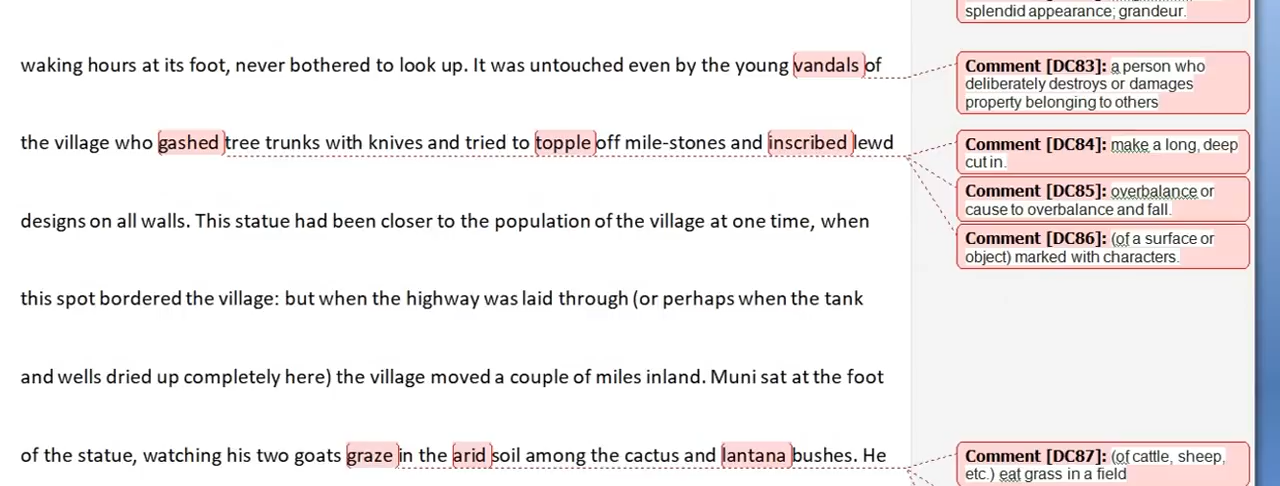 splendid appearance; grandeur.
waking hours at its foot, never bothered to look up. It was untouched even by the young vandals of
Comment [DC83]: a person who
deliberately destroys or damages
property belonging to others
the village who gashed tree trunks with knives and tried to topple off mile-stones and inscribed lewd
Comment [DC84]: make a long, deep
cut in.
Comment [DC85]: overbalance or
cause to overbalance and fall.
designs on all walls. This statue had been closer to the population of the village at one time, when
Comment [DC86]: (of a surface or
object) marked with characters.
this spot bordered the village: but when the highway was laid through (or perhaps when the tank
and wells dried up completely here) the village moved a couple of miles inland. Muni sat at the foot
of the statue, watching his two goats graze in the arid soil among the cactus and lantana bushes. He
Comment [DC87]: (of cattle, sheep,
etc.) eat grass in a field